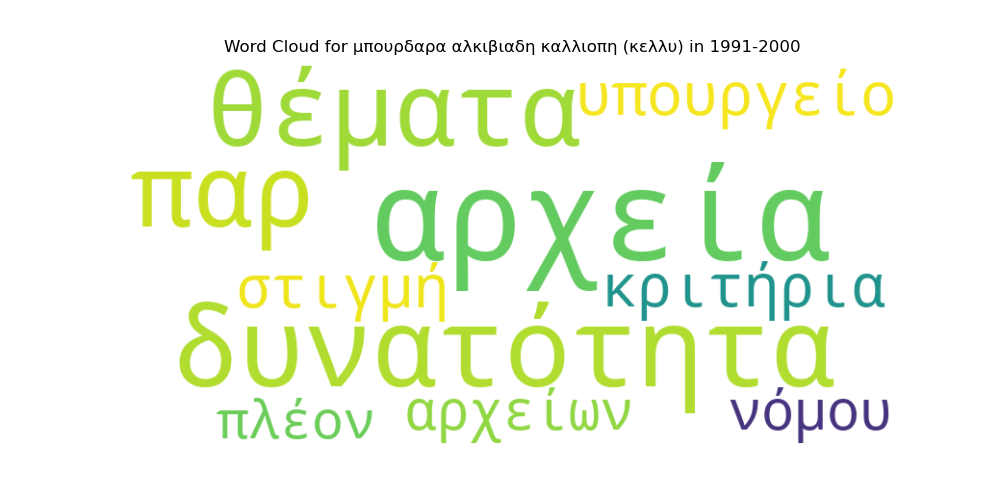 Word Cloud for μπουρδαρα αλκιβιαδη καλλιοπη (κελλυ) in 1991-2000
θέματα υπουργείο
παρ αρχεία
στιγμή κριτήρια
δυνατότητα
πλέον αρχείων νόμου